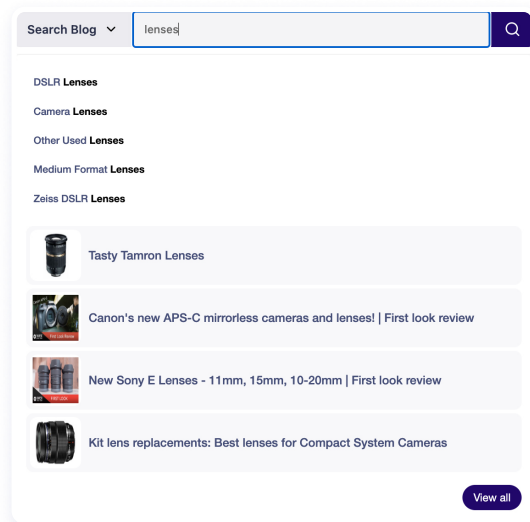 Search Blog
lenses
DSLR Lenses
Camera Lenses
Other Used Lenses
Medium Format Lenses
Zeiss DSLR Lenses
Tasty Tamron Lenses
Canon's new APS-C mirrorless cameras and lenses! | First look review
New Sony E Lenses - 11mm, 15mm, 10-20mm | First look review
Kit lens replacements: Best lenses for Compact System Cameras
View all